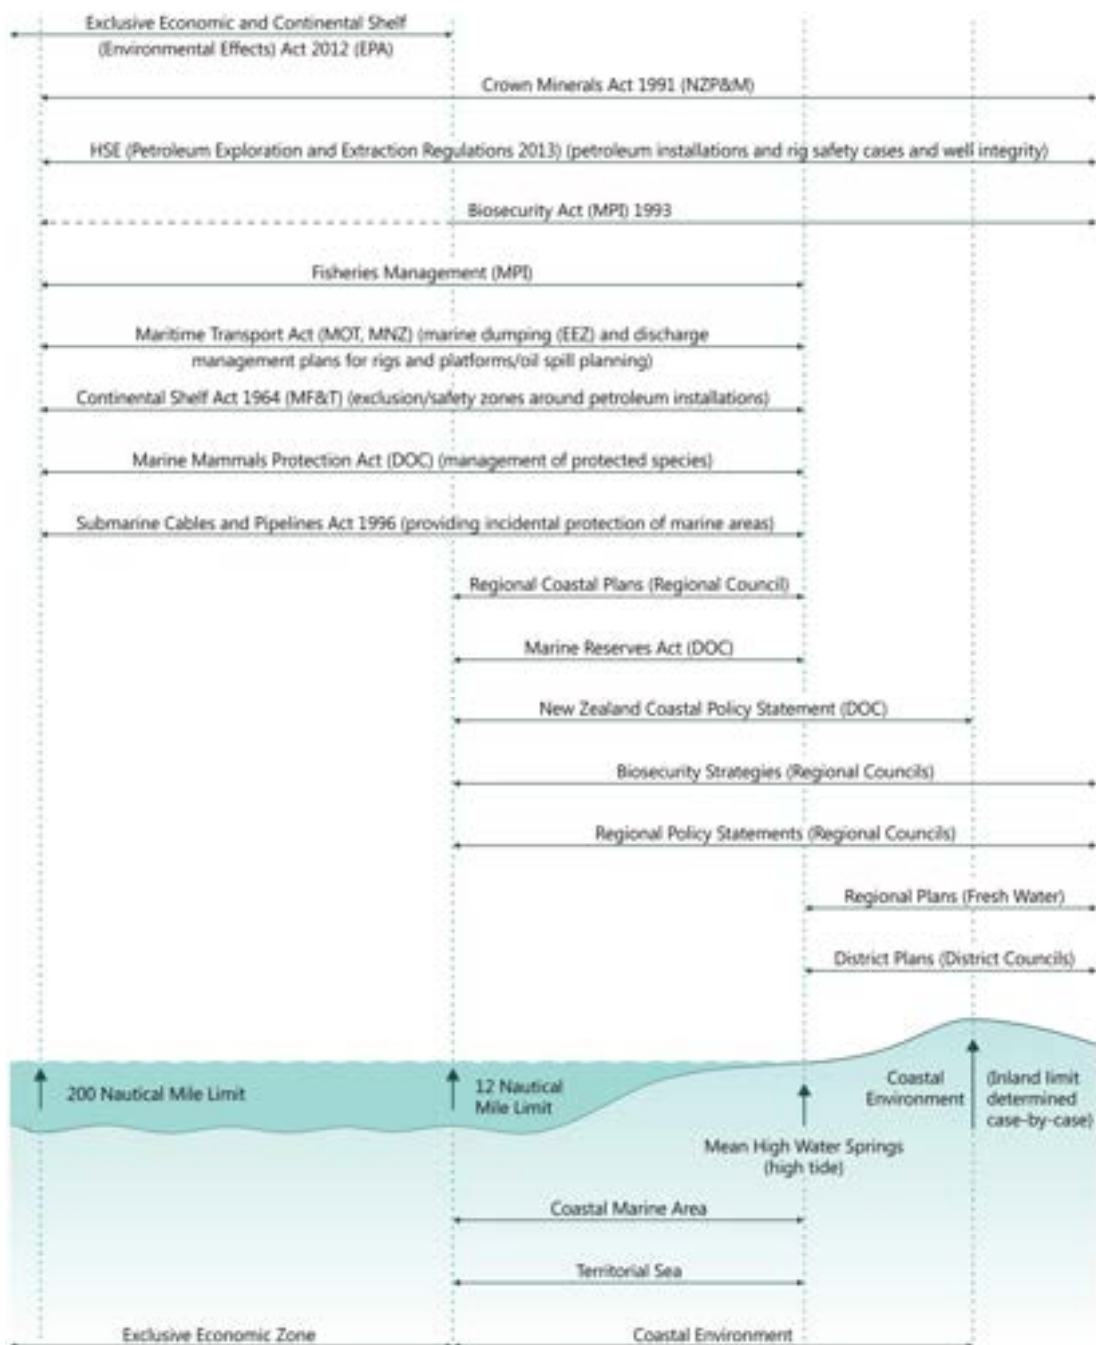 Exclusive Economic and Continental Shelf
(Environmental Effects) Act 2012 (EPA)
Crown Minerals Act 1991 (NZP&M)
HSE (Petroleum Exploration and Extraction Regulations 2013) (petroleum installations and rig safety cases and well integrity)
Biosecurity Act (MPI) 1993
Fisheries Management (MPI)
Maritime Transport Act (MOT, MNZ) (marine dumping (EEZ) and discharge
management plans for rigs and platforms/oil spill planning)
Continental Shelf Act 1964 (MF&T) (exclusion/safety zones around petroleum installations)
Marine Mammals Protection Act (DOC) (management of protected species)
Submarine Cables and Pipelines Act 1996 (providing incidental protection of marine areas)
Regional Coastal Plans (Regional Council)
Marine Reserves Act (DOC)
New Zealand Coastal Policy Statement (DOC)
Biosecurity Strategies (Regional Councils)
Regional Policy Statements (Regional Councils)
Regional Plans (Fresh Water)
District Plans (District Councils)
200 Nautical Mile Limit
12 Nautical
Mile Limit
Mean High Water Springs
(high tide)
Coastal
Environment
(Inland limit
determined
case-by-case)
Coastal Marine Area
Territorial Sea
Exclusive Economic Zone
Coastal Environment